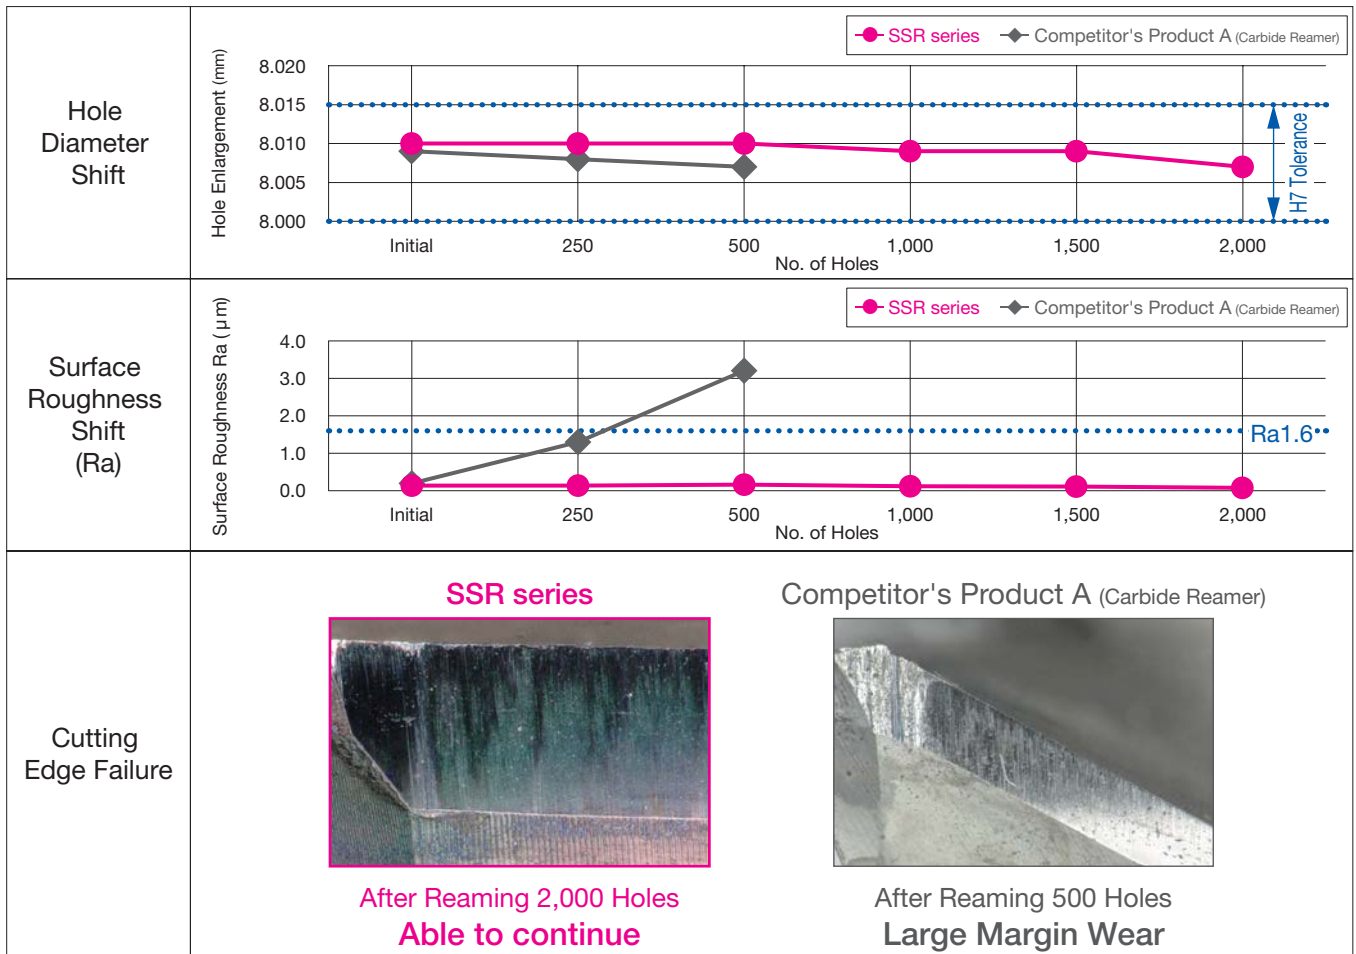 Hole
Diameter
Shift
Hole Enlargement (mm)
SSR series
Competitor's Product A (Carbide Reamer)
8.020
8.015
8.010
8.005
8.000
H7 Tolerance
Initial
250
500
1,000
1,500
2,000
No. of Holes
Surface
Roughness
Shift
(Ra)
Surface Roughness Ra (μm)
SSR series
Competitor's Product A (Carbide Reamer)
4.0
3.0
2.0
1.0
0.0
Ra1.6
Initial
250
500
1,000
1,500
2,000
No. of Holes
Cutting
Edge Failure
SSR series
After Reaming 2,000 Holes
Able to continue
Competitor's Product A (Carbide Reamer)
After Reaming 500 Holes
Large Margin Wear